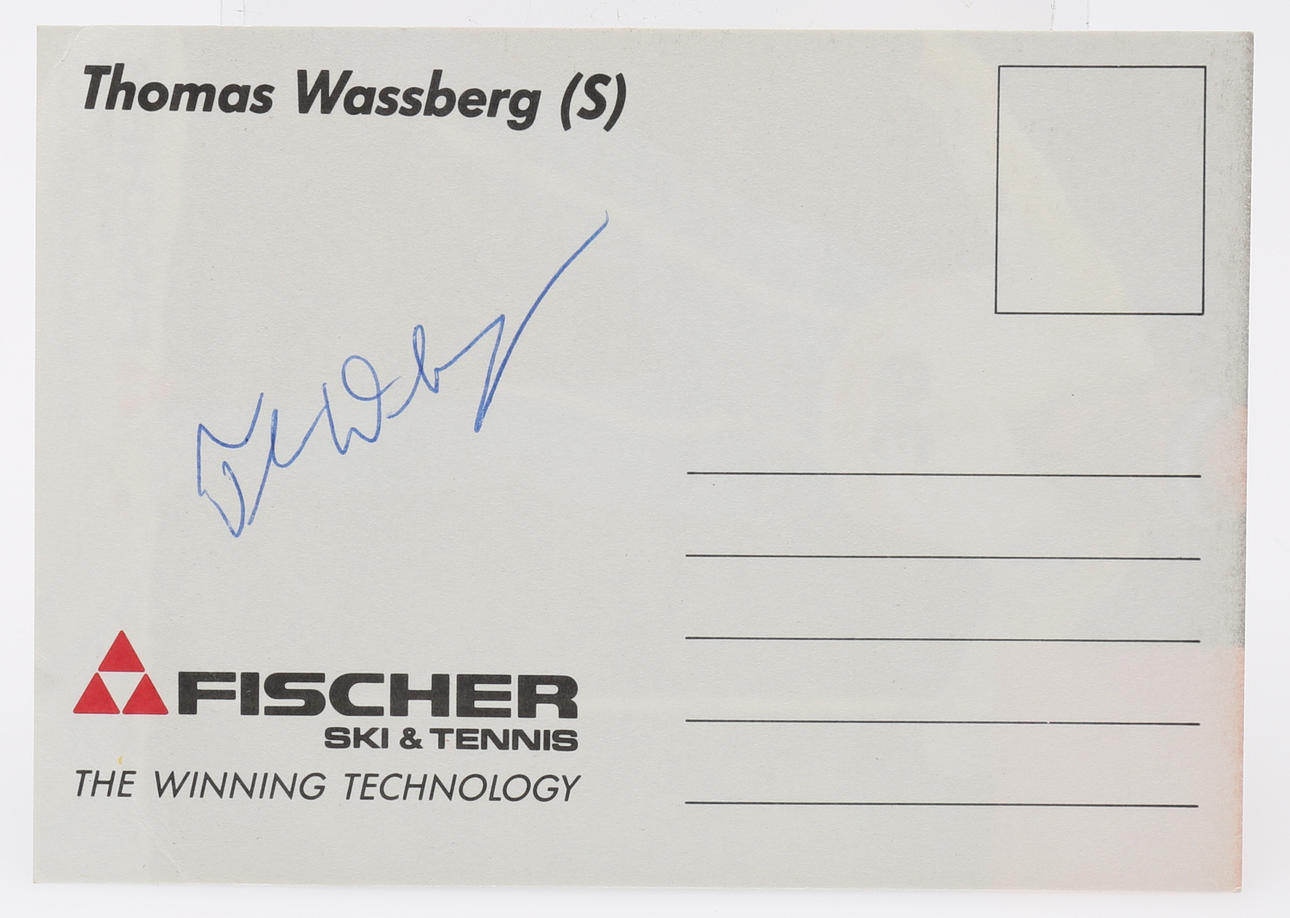 Thomas Wassberg (S)
FISCHER
SKI & TENNIS
THE WINNING TECHNOLOGY